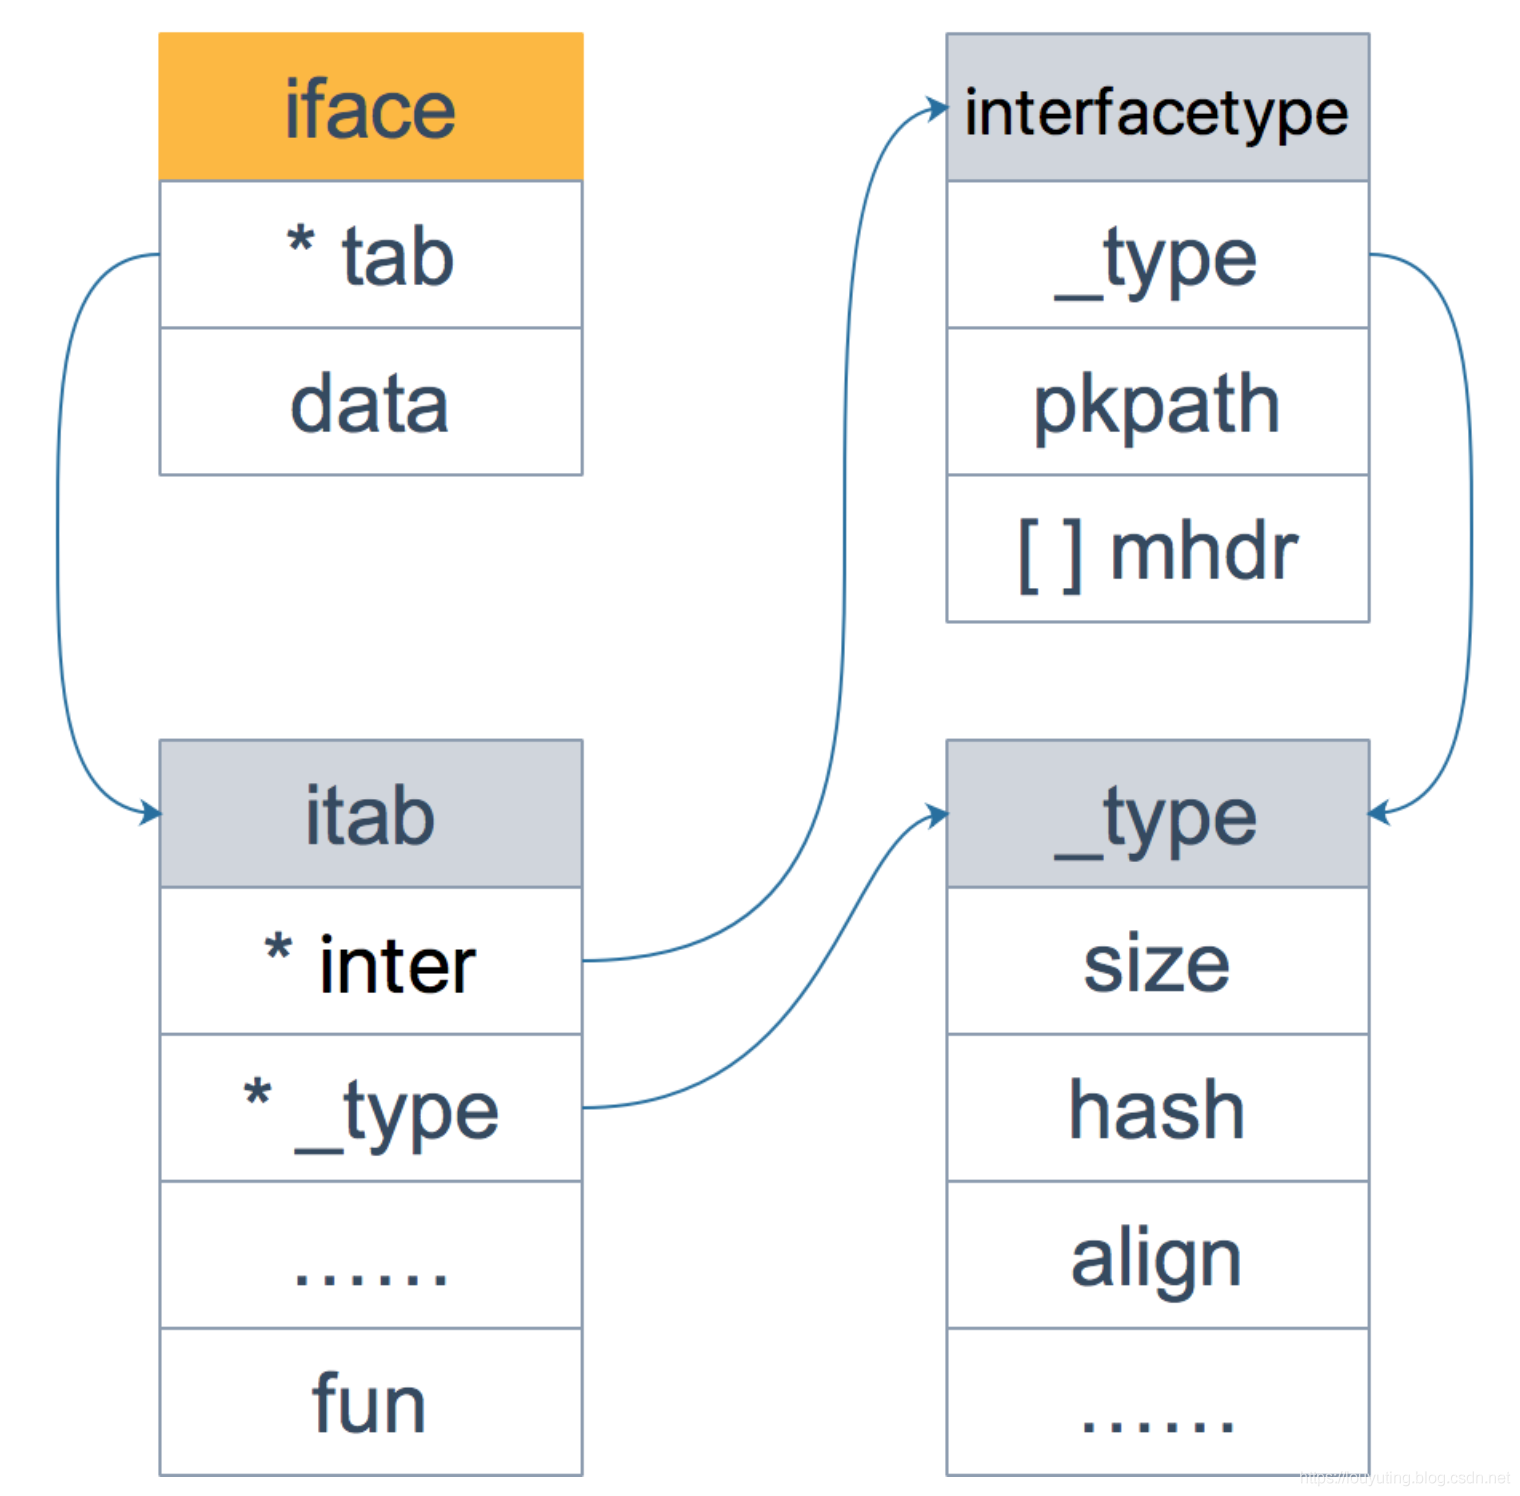 iface
* tab
data
interfacetype
_type
pkpath
[ ] mhdr
itab
* inter
* _type
......
fun
_type
size
hash
align
......
https://louyuting.blog.csdn.net